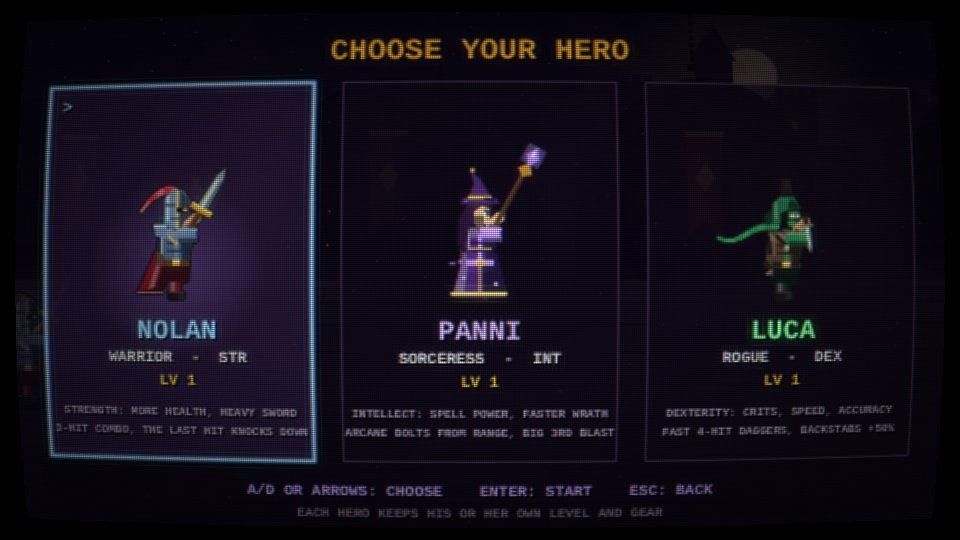 CHOOSE YOUR HERO
>
NOLAN
WARRIOR - STR
LV 1
STRENGTH: MORE HEALTH, HEAVY SWORD
3-HIT COMBO, THE LAST HIT KNOCKS DOWN
PANNI
SORCERESS - INT
LV 1
INTELLECT: SPELL POWER, FASTER WRATH
ARCANE BOLTS FROM RANGE, BIG 3RD BLAST
LUCA
ROGUE - DEX
LV 1
DEXTERITY: CRITS, SPEED, ACCURACY
FAST 4-HIT DAGGERS, BACKSTABS +50%
A/D OR ARROWS: CHOOSE ENTER: START ESC: BACK
EACH HERO KEEPS HIS OR HER OWN LEVEL AND GEAR